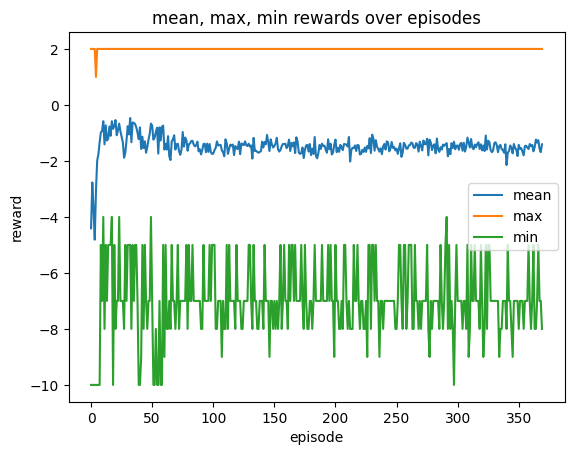 mean, max, min rewards over episodes
2
0
−2
−4
−6
−8
−10
reward
mean
max
min
0
50
100
150
200
250
300
350
episode